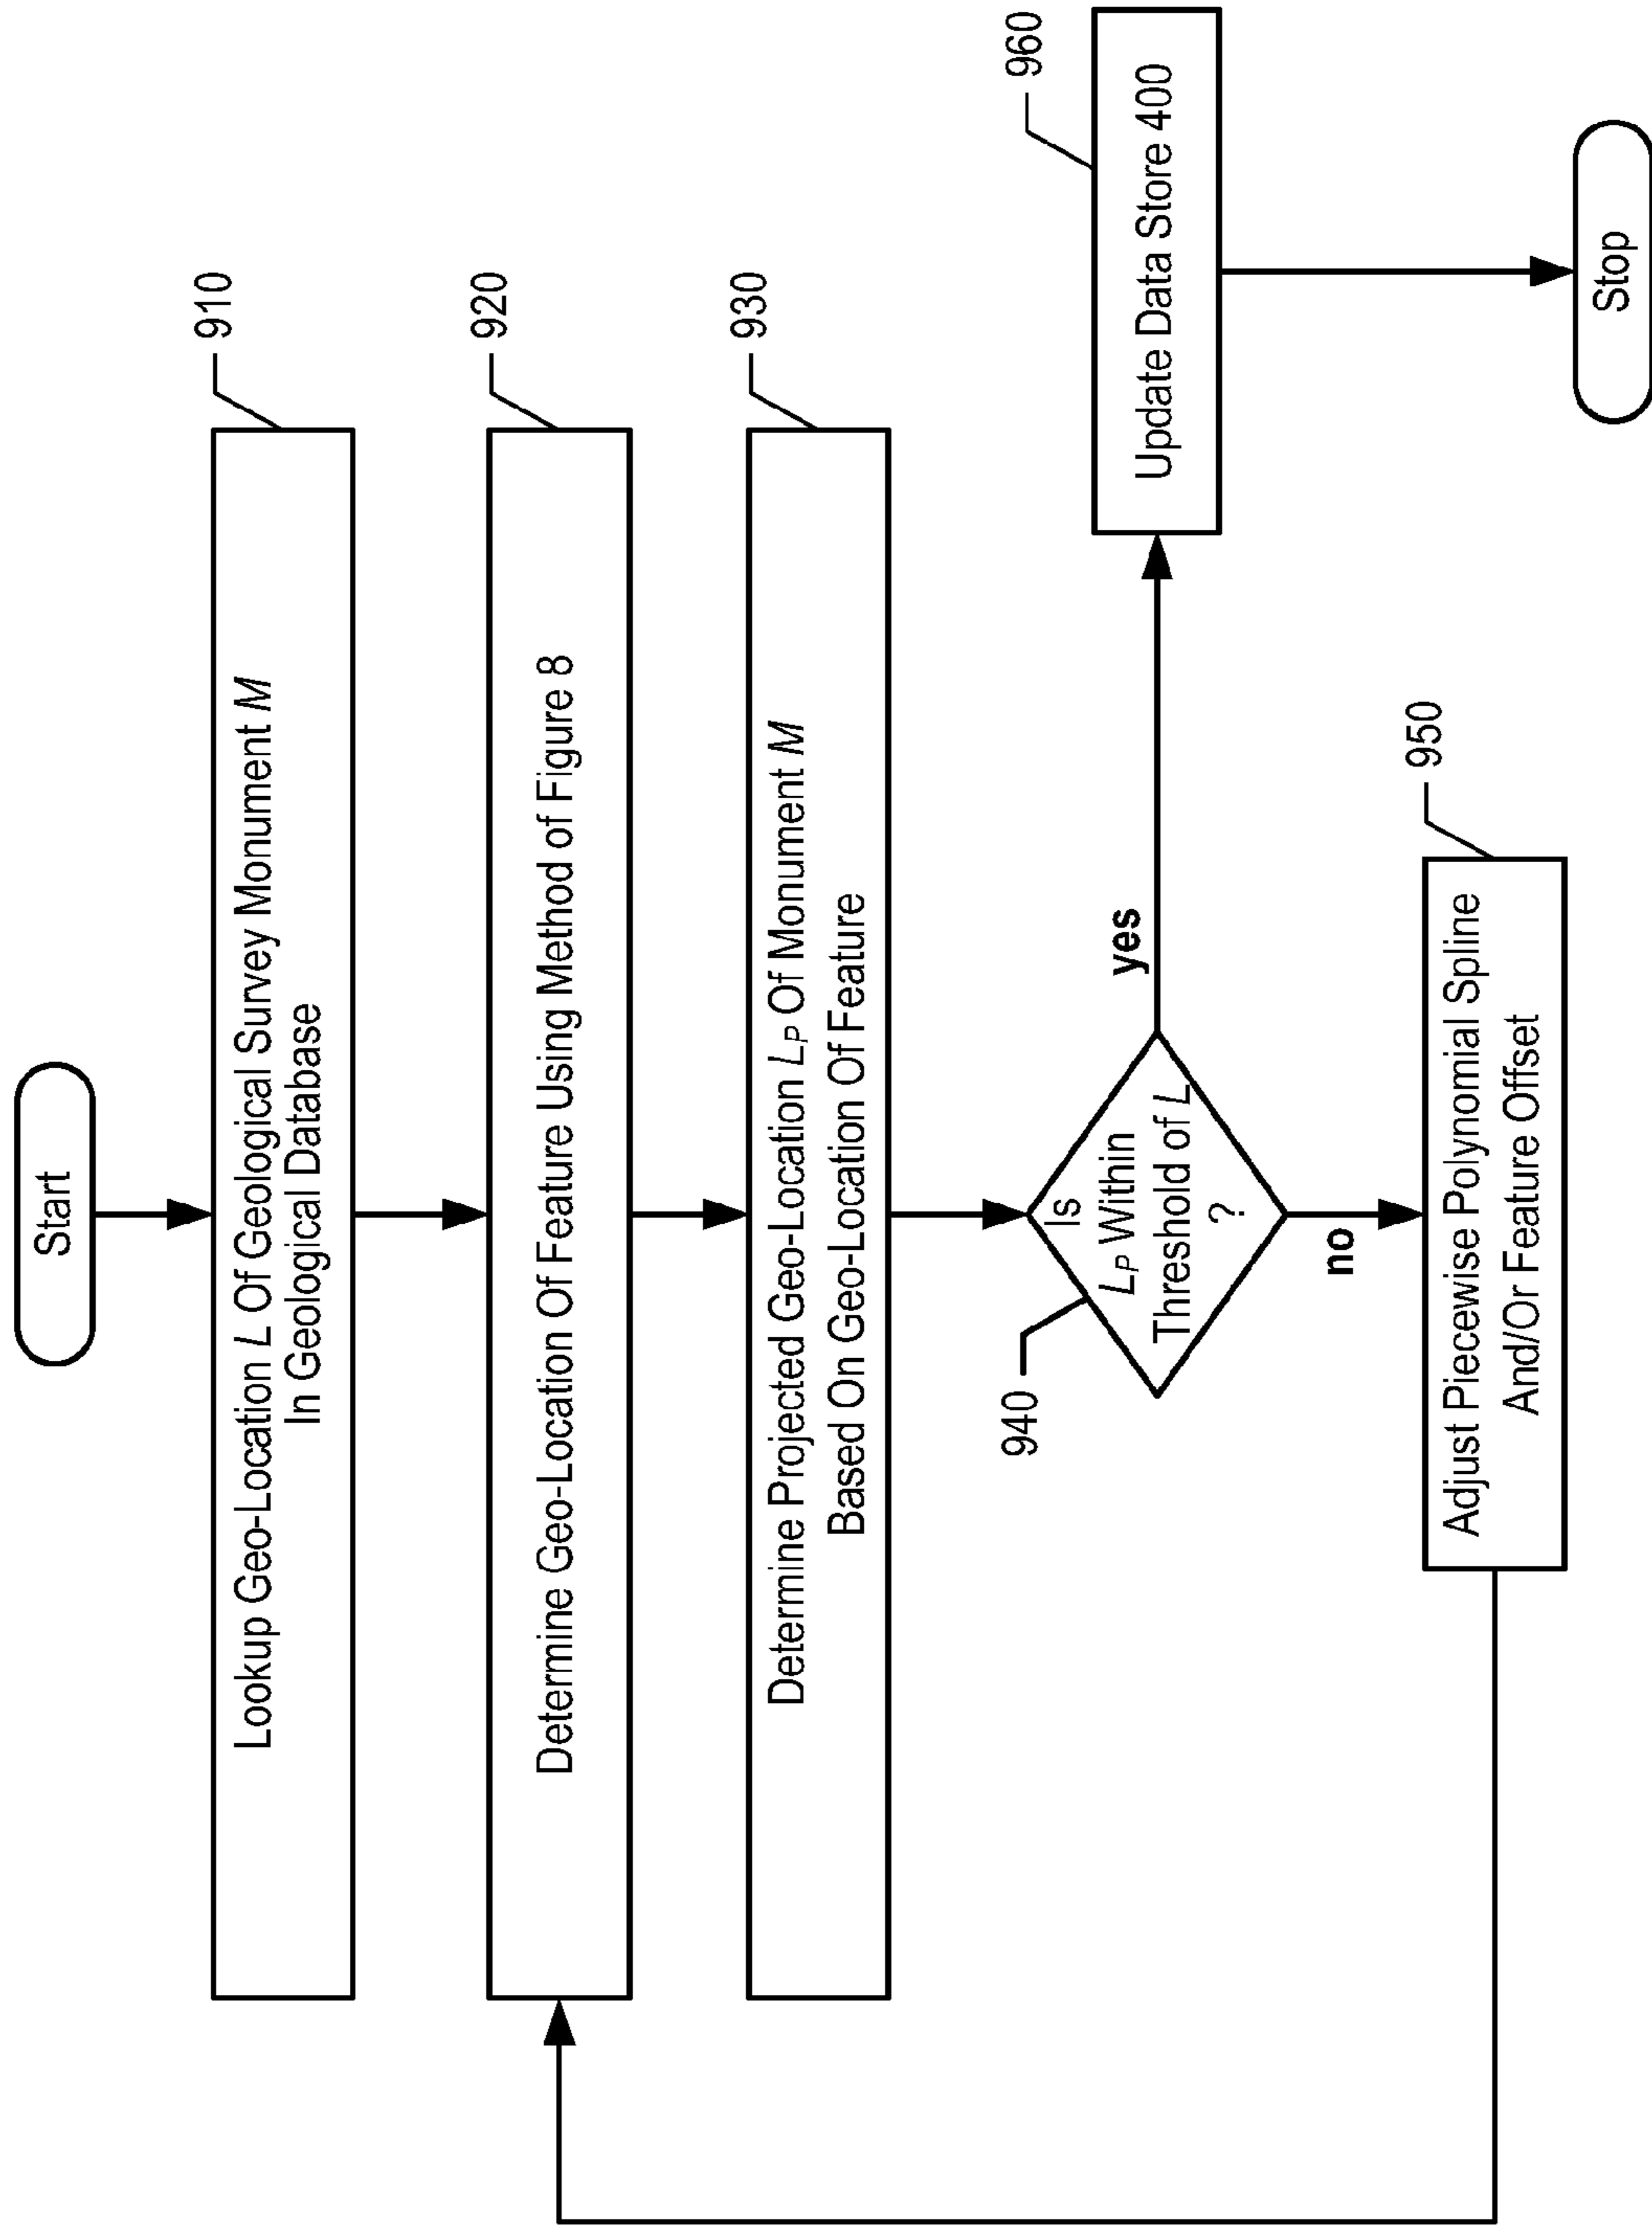 Start
910
Lookup Geo-Location L Of Geological Survey Monument M
In Geological Database
920
Determine Geo-Location Of Feature Using Method of Figure 8
930
Determine Projected Geo-Location LP Of Monument M
Based On Geo-Location Of Feature
940
Is
LP Within
Threshold of L
?
yes
960
Update Data Store 400
no
950
Adjust Piecewise Polynomial Spline
And/Or Feature Offset
Stop